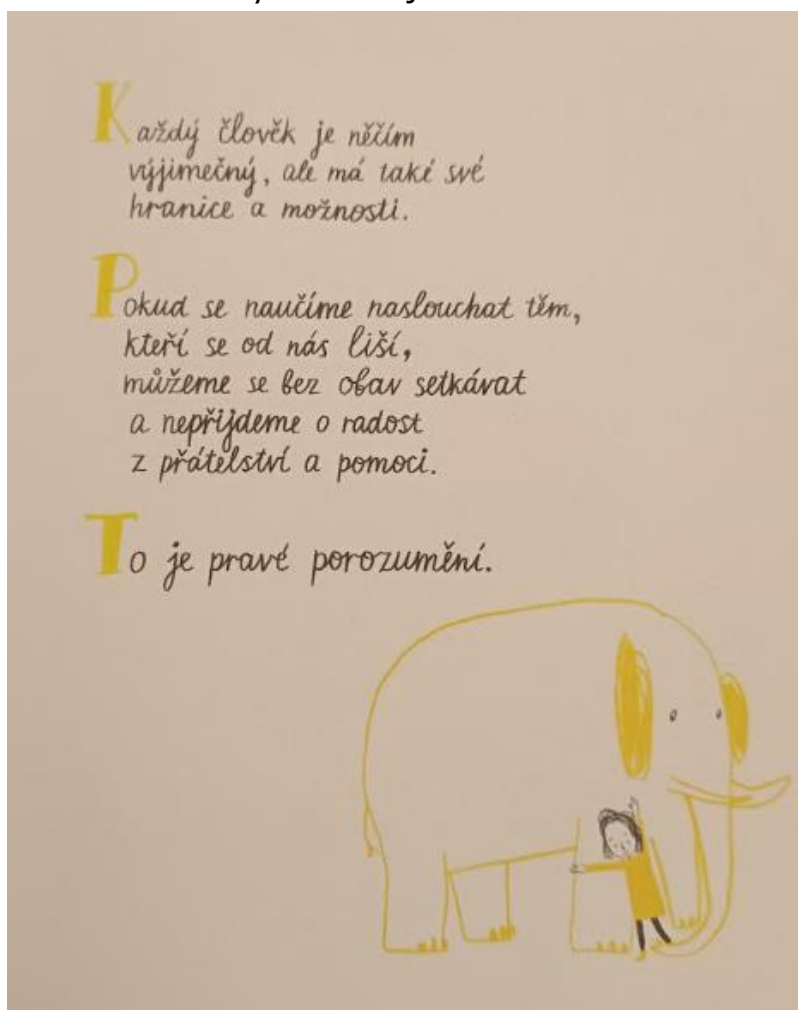 Každý člověk je něčím
výjimečný, ale má také své
hranice a možnosti.
Pokud se naučíme naslouchat těm,
kteří se od nás liší,
můžeme se bez obav setkávat
a nepřijdeme o radost
z přátelství a pomoci.
To je pravé porozumění.